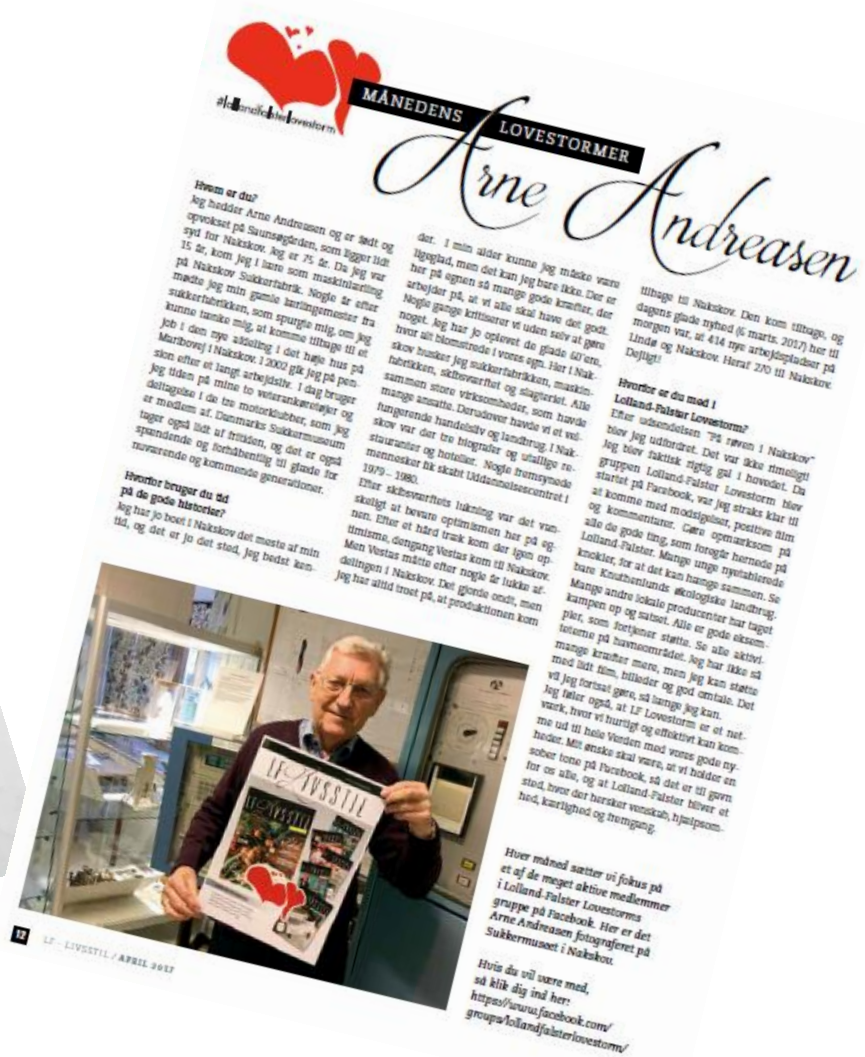 #lollandfalsterlovestorm
MÅNEDENS LOVESTORMER
Arne Andreasen
Hvem er du?
Jeg hedder Arne Andreasen og er født og
opvokset på Saunsøgården, som ligger lidt
syd for Nakskov. Jeg er 75 år. Da jeg var
15 år, kom jeg i lære som maskinlærling
på Nakskov Sukkerfabrik. Nogle år efter
mødte jeg min gamle lærlingemester fra
sukkerfabrikken, som spurgte mig, om jeg
kunne tænke mig, at komme tilbage til et
job i den nye afdeling i det høje hus på
Maribovej i Nakskov. I 2002 gik jeg på pen-
sion efter et langt arbejdsliv. I dag bruger
jeg tiden på mine to veterankøretøjer og
deltagelse i de tre motorklubber, som jeg
er medlem af. Danmarks Sukkermuseum
tager også lidt af fritiden, og det er også
spændende og forhåbentlig til glæde for
nuværende og kommende generationer.
Hvorfor bruger du tid
på de gode historier?
Jeg har jo boet i Nakskov det meste af min
tid, og det er jo det sted, jeg bedst ken-
der. I min alder kunne jeg måske være
ligeglad, men det kan jeg bare ikke. Der er
her på egnen så mange gode kræfter, der
arbejder på, at vi alle skal have det godt.
Nogle gange kritiserer vi uden selv at gøre
noget. Jeg har jo oplevet de glade 60'ere,
hvor alt blomstrede i vores egn. Her i Nak-
skov husker jeg sukkerfabrikken, maskin-
fabrikken, skibsværftet og slagteriet. Alle
sammen store virksomheder, som havde
mange ansatte. Derudover havde vi et vel-
fungerende handelsliv og landbrug. I Nak-
skov var der tre biografer og utallige re-
stauranter og hoteller. Nogle fremsynede
mennesker fik skabt Uddannelsescentret i
1979 – 1980.
Efter skibsværftets lukning var det van-
skeligt at bevare optimismen her på eg-
nen. Efter et hård træk kom der igen op-
timisme, dengang Vestas kom til Nakskov.
Men Vestas måtte efter nogle år lukke af-
delingen i Nakskov. Det gjorde ondt, men
jeg har altid troet på, at produktionen kom
tilbage til Nakskov. Den kom tilbage, og
dagens glade nyhed (6 marts. 2017) her til
morgen var, at 414 nye arbejdspladser på
Lindø og Nakskov. Heraf 270 til Nakskov.
Dejligt!
Hvorfor er du med i
Lolland-Falster Lovestorm?
Efter udsendelsen "På røven i Nakskov"
blev jeg udfordret. Det var ikke rimeligt!
Jeg blev faktisk rigtig gal i hovedet. Da
gruppen Lolland-Falster Lovestorm blev
startet på Facebook, var jeg straks klar til
at komme med modsigelser, positive film
og kommentarer. Gøre opmærksom på
alle de gode ting, som foregår hernede på
Lolland-Falster. Mange unge nyetablerede
knokler, for at det kan hænge sammen. Se
bare Knuthenlunds økologiske landbrug.
Mange andre lokale producenter har taget
kampen op og satset. Alle er gode eksem-
pler, som fortjener støtte. Se alle aktivi-
teterne på havneområdet. Jeg har ikke så
mange kræfter mere, men jeg kan støtte
med lidt film, billeder og god omtale. Det
vil jeg fortsat gøre, så længe jeg kan.
Jeg føler også, at LF Lovestorm er et net-
værk, hvor vi hurtigt og effektivt kan kom-
me ud til hele Verden med vores gode ny-
heder. Mit ønske skal være, at vi holder en
sober tone på Facebook, så det er til gavn
for os alle, og at Lolland-Falster bliver et
sted, hvor der hersker venskab, hjælpsom-
hed, kærlighed og fremgang.
Hver måned sætter vi fokus på
et af de meget aktive medlemmer
i Lolland-Falster Lovestorms
gruppe på Facebook. Her er det
Arne Andreasen fotograferet på
Sukkermuseet i Nakskov.
Hvis du vil være med,
så klik dig ind her:
https://www.facebook.com/
groups/lollandfalsterlovestorm/
LF LIVSSTIL
LF LIVSSTIL
12 LF - LIVSSTIL / APRIL 2017